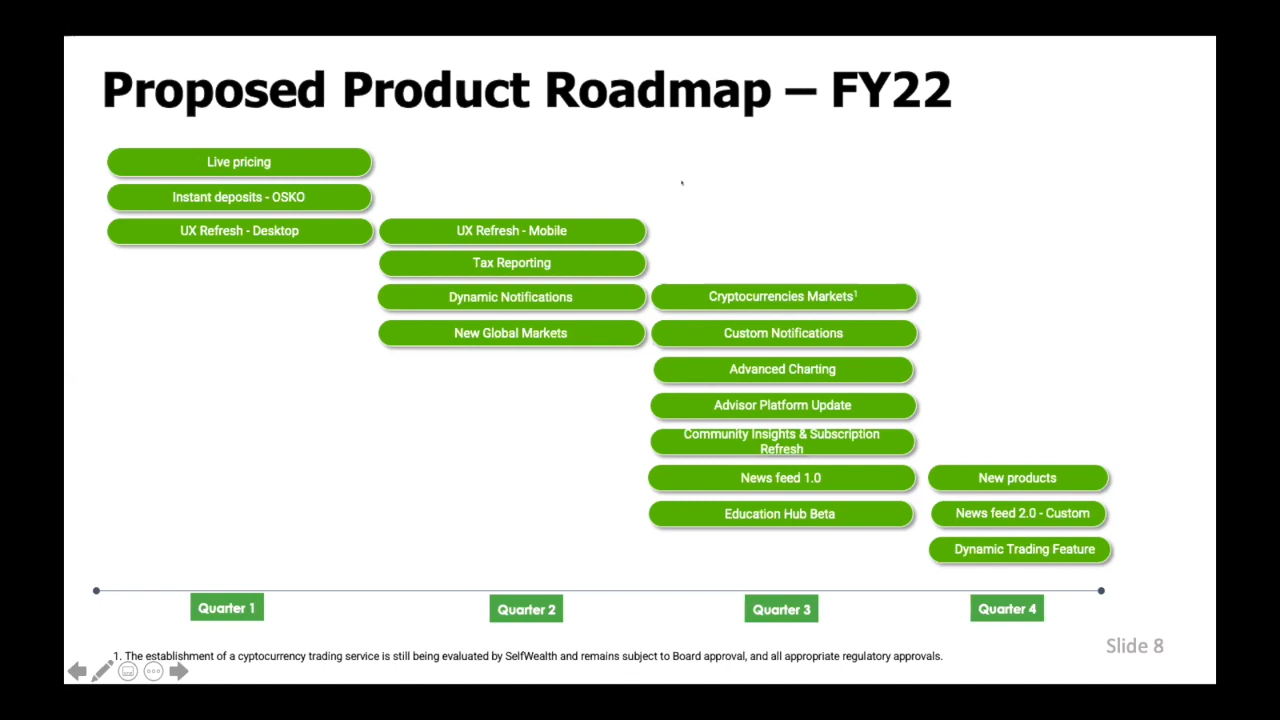 Proposed Product Roadmap – FY22
Live pricing
Instant deposits - OSKO
UX Refresh - Desktop
UX Refresh - Mobile
Tax Reporting
Dynamic Notifications
New Global Markets
Cryptocurrencies Markets¹
Custom Notifications
Advanced Charting
Advisor Platform Update
Community Insights & Subscription
Refresh
News feed 1.0
Education Hub Beta
New products
News feed 2.0 - Custom
Dynamic Trading Feature
Quarter 1
Quarter 2
Quarter 3
Quarter 4
Slide 8
1. The establishment of a cyptocurrency trading service is still being evaluated by SelfWealth and remains subject to Board approval, and all appropriate regulatory approvals.